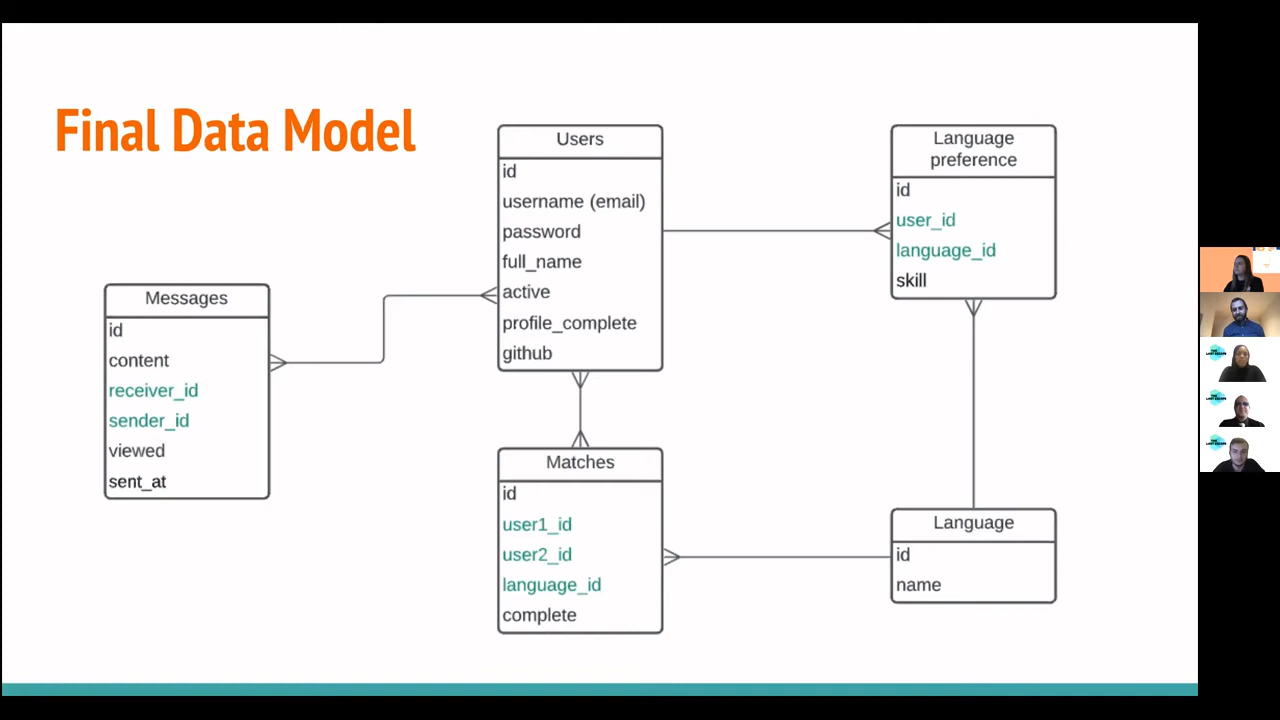 Final Data Model
Users
id
username (email)
password
full_name
active
profile_complete
github
Language
preference
id
user_id
language_id
skill
Messages
id
content
receiver_id
sender_id
viewed
sent_at
Matches
id
user1_id
user2_id
language_id
complete
Language
id
name